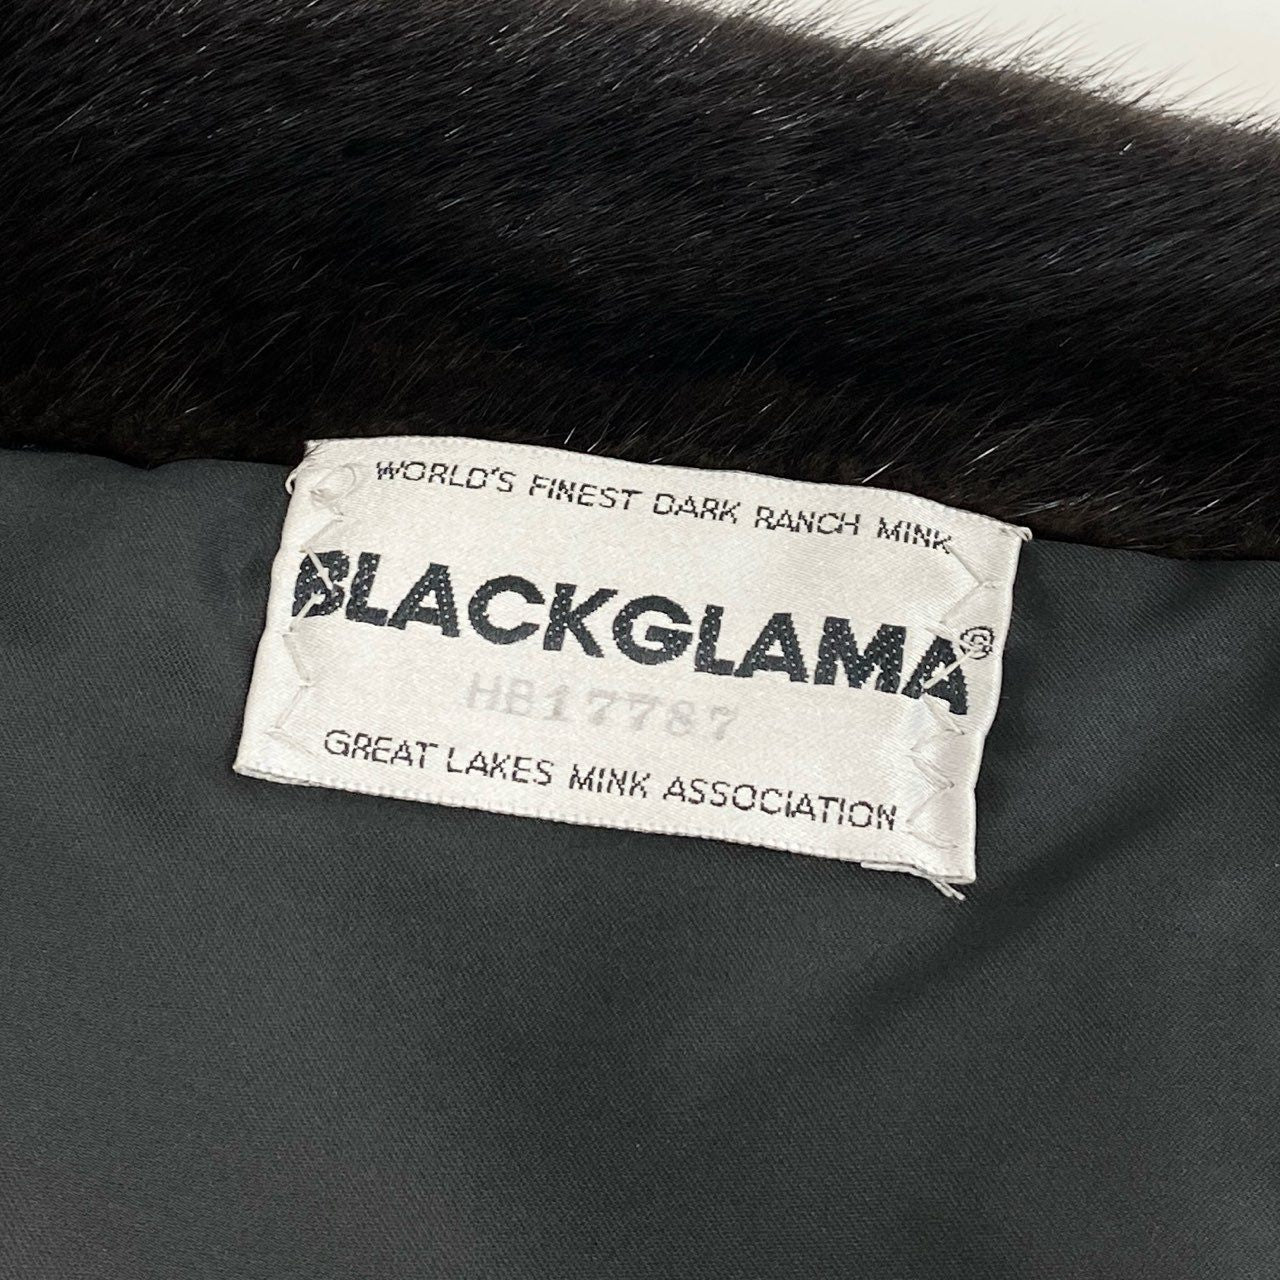 WORLD'S FINEST DARK RANCH MINK
BLACKGLAMA®
HB17787
GREAT LAKES MINK ASSOCIATION